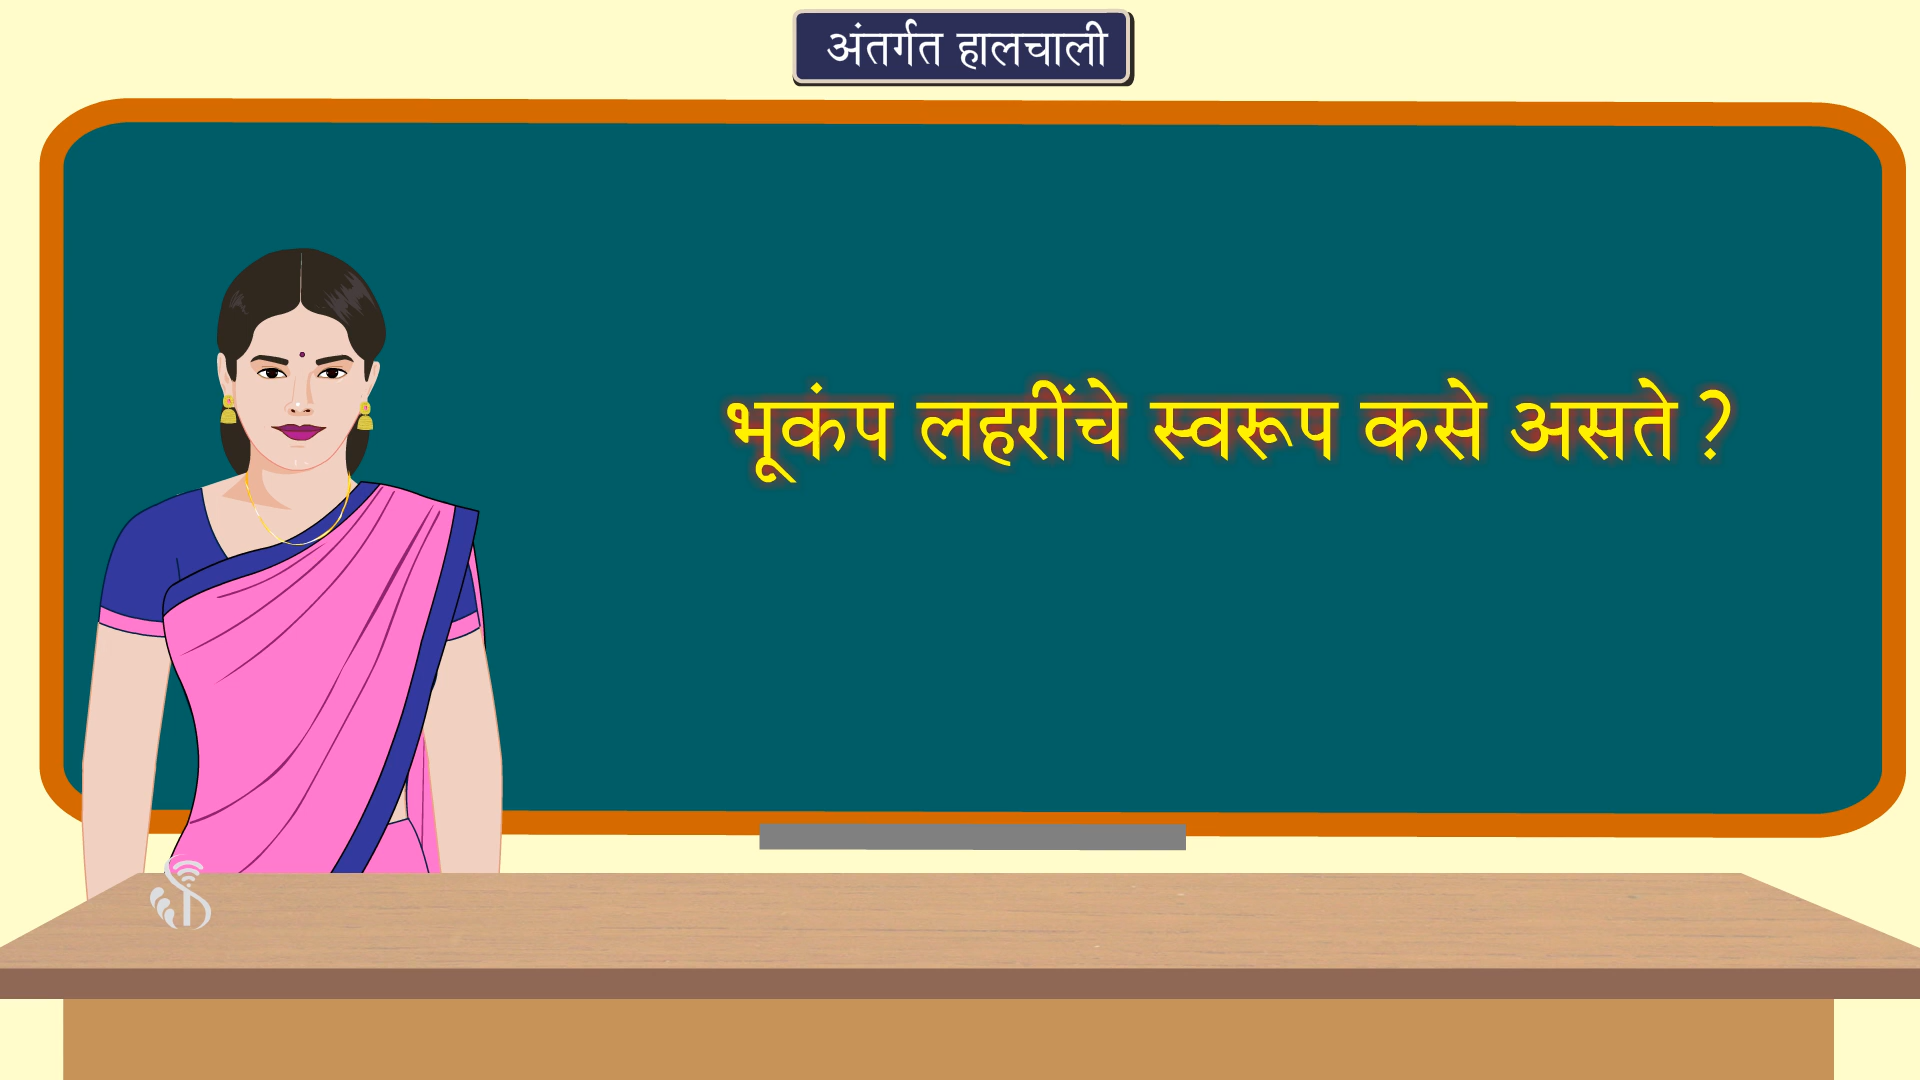 अंतर्गत हालचाली
भूकंप लहरींचे स्वरूप कसे असते ?